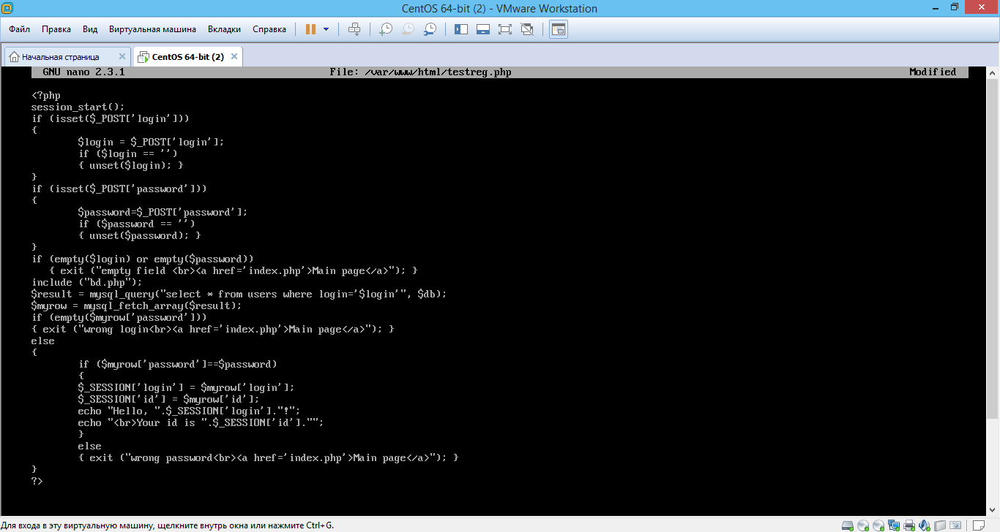 CentOS 64-bit (2) - VMware Workstation
Файл Правка Вид Виртуальная машина Вкладки Справка
Начальная страница CentOS 64-bit (2)
GNU nano 2.3.1 File: /var/www/html/testreg.php Modified
<?php
session_start();
if (isset($_POST['login']))
{
$login = $_POST['login'];
if ($login == '')
{ unset($login); }
}
if (isset($_POST['password']))
{
$password=$_POST['password'];
if ($password == '')
{ unset($password); }
}
if (empty($login) or empty($password))
{ exit ("empty field <br><a href='index.php'>Main page</a>"); }
include ("bd.php");
$result = mysql_query("select * from users where login='$login'", $db);
$myrow = mysql_fetch_array($result);
if (empty($myrow['password']))
{ exit ("wrong login<br><a href='index.php'>Main page</a>"); }
else
{
if ($myrow['password']==$password)
{
$_SESSION['login'] = $myrow['login'];
$_SESSION['id'] = $myrow['id'];
echo "Hello, ".$_SESSION['login']."!";
echo "<br>Your id is ".$_SESSION['id']."";
}
else
{ exit ("wrong password<br><a href='index.php'>Main page</a>"); }
}
?>
Для входа в эту виртуальную машину, щелкните внутрь окна или нажмите Ctrl+G.